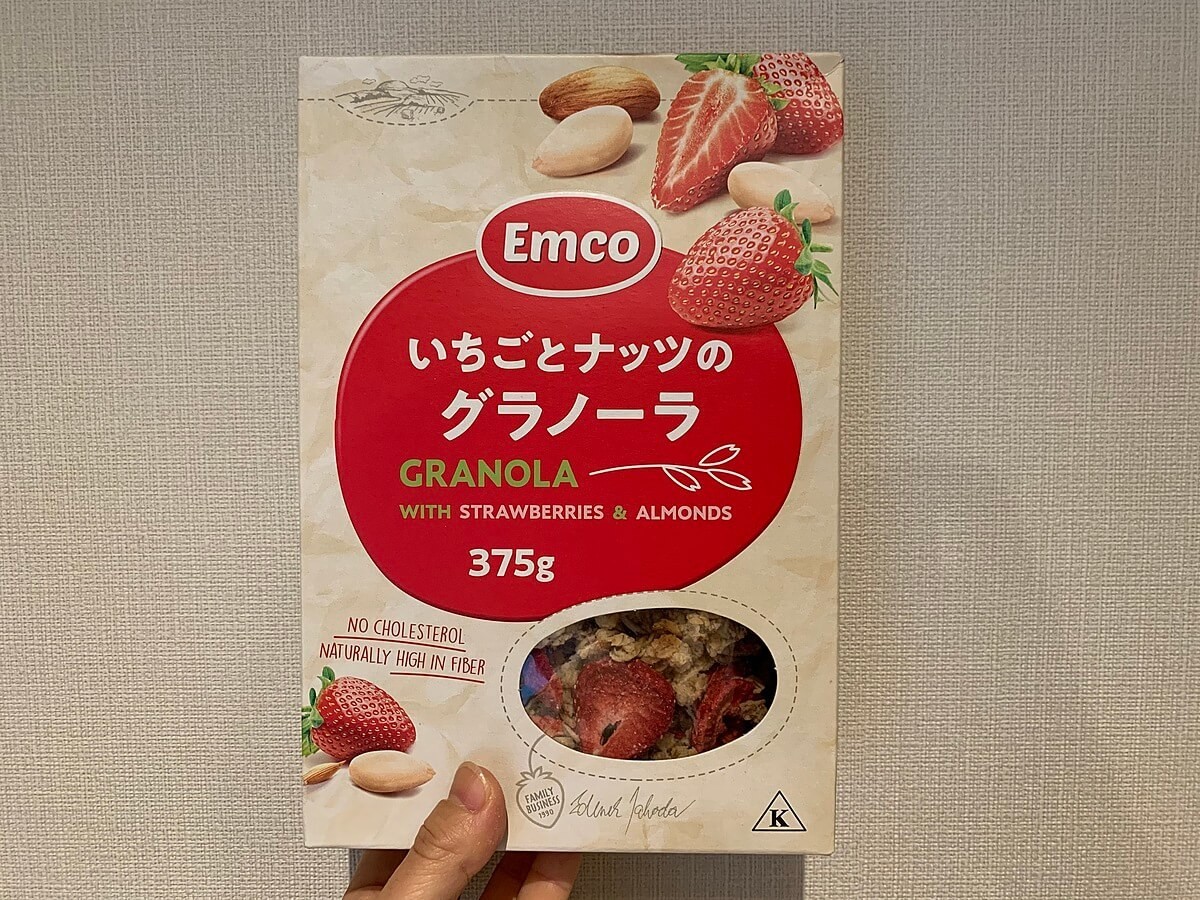 Emco
いちごとナッツの
グラノーラ
GRANOLA
WITH STRAWBERRIES & ALMONDS
375g
NO CHOLESTEROL
NATURALLY HIGH IN FIBER
FAMILY
BUSINESS
1990
K